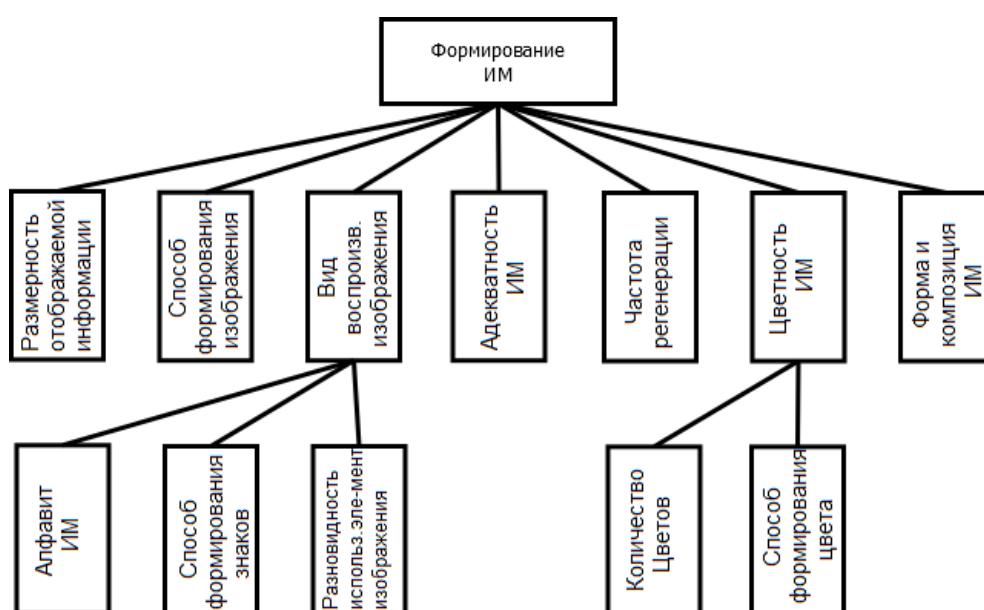 Формирование
ИМ
Размерность
отображаемой
информации
Способ
формирования
изображения
Вид
воспроизв.
изображения
Адекватность
ИМ
Частота
регенерации
Цветность
ИМ
Форма и
композиция
ИМ
Алфавит
ИМ
Способ
формирования
знаков
Разновидность
использ.эле-мент
изображения
Количество
Цветов
Способ
формирования
цвета